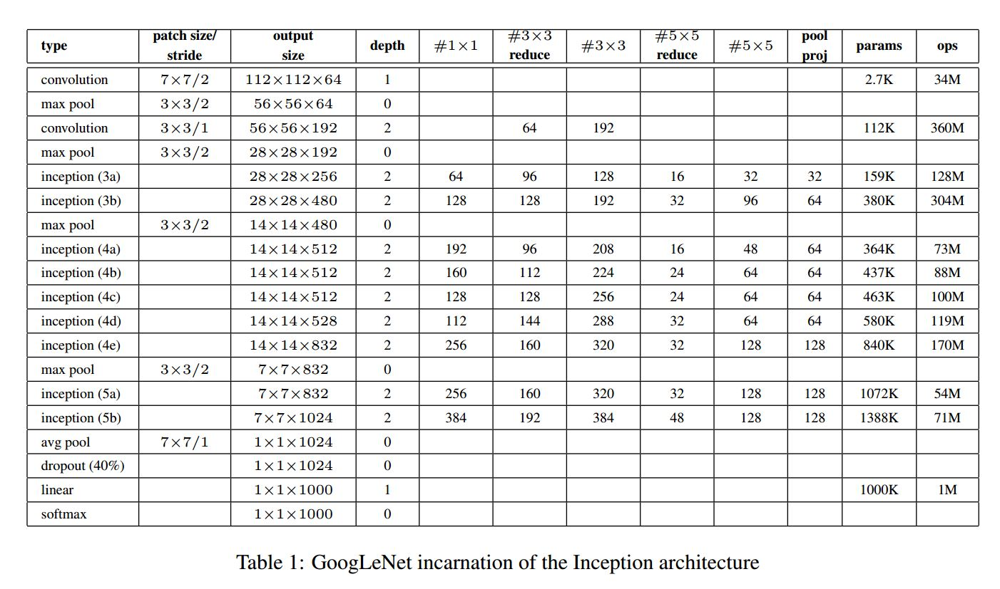 type patch size/ stride output size depth #1×1 #3×3 reduce #3×3 #5×5 reduce #5×5 pool proj params ops
convolution 7×7/2 112×112×64 1 2.7K 34M
max pool 3×3/2 56×56×64 0
convolution 3×3/1 56×56×192 2 64 192 112K 360M
max pool 3×3/2 28×28×192 0
inception (3a) 28×28×256 2 64 96 128 16 32 32 159K 128M
inception (3b) 28×28×480 2 128 128 192 32 96 64 380K 304M
max pool 3×3/2 14×14×480 0
inception (4a) 14×14×512 2 192 96 208 16 48 64 364K 73M
inception (4b) 14×14×512 2 160 112 224 24 64 64 437K 88M
inception (4c) 14×14×512 2 128 128 256 24 64 64 463K 100M
inception (4d) 14×14×528 2 112 144 288 32 64 64 580K 119M
inception (4e) 14×14×832 2 256 160 320 32 128 128 840K 170M
max pool 3×3/2 7×7×832 0
inception (5a) 7×7×832 2 256 160 320 32 128 128 1072K 54M
inception (5b) 7×7×1024 2 384 192 384 48 128 128 1388K 71M
avg pool 7×7/1 1×1×1024 0
dropout (40%) 1×1×1024 0
linear 1×1×1000 1 1000K 1M
softmax 1×1×1000 0
Table 1: GoogLeNet incarnation of the Inception architecture